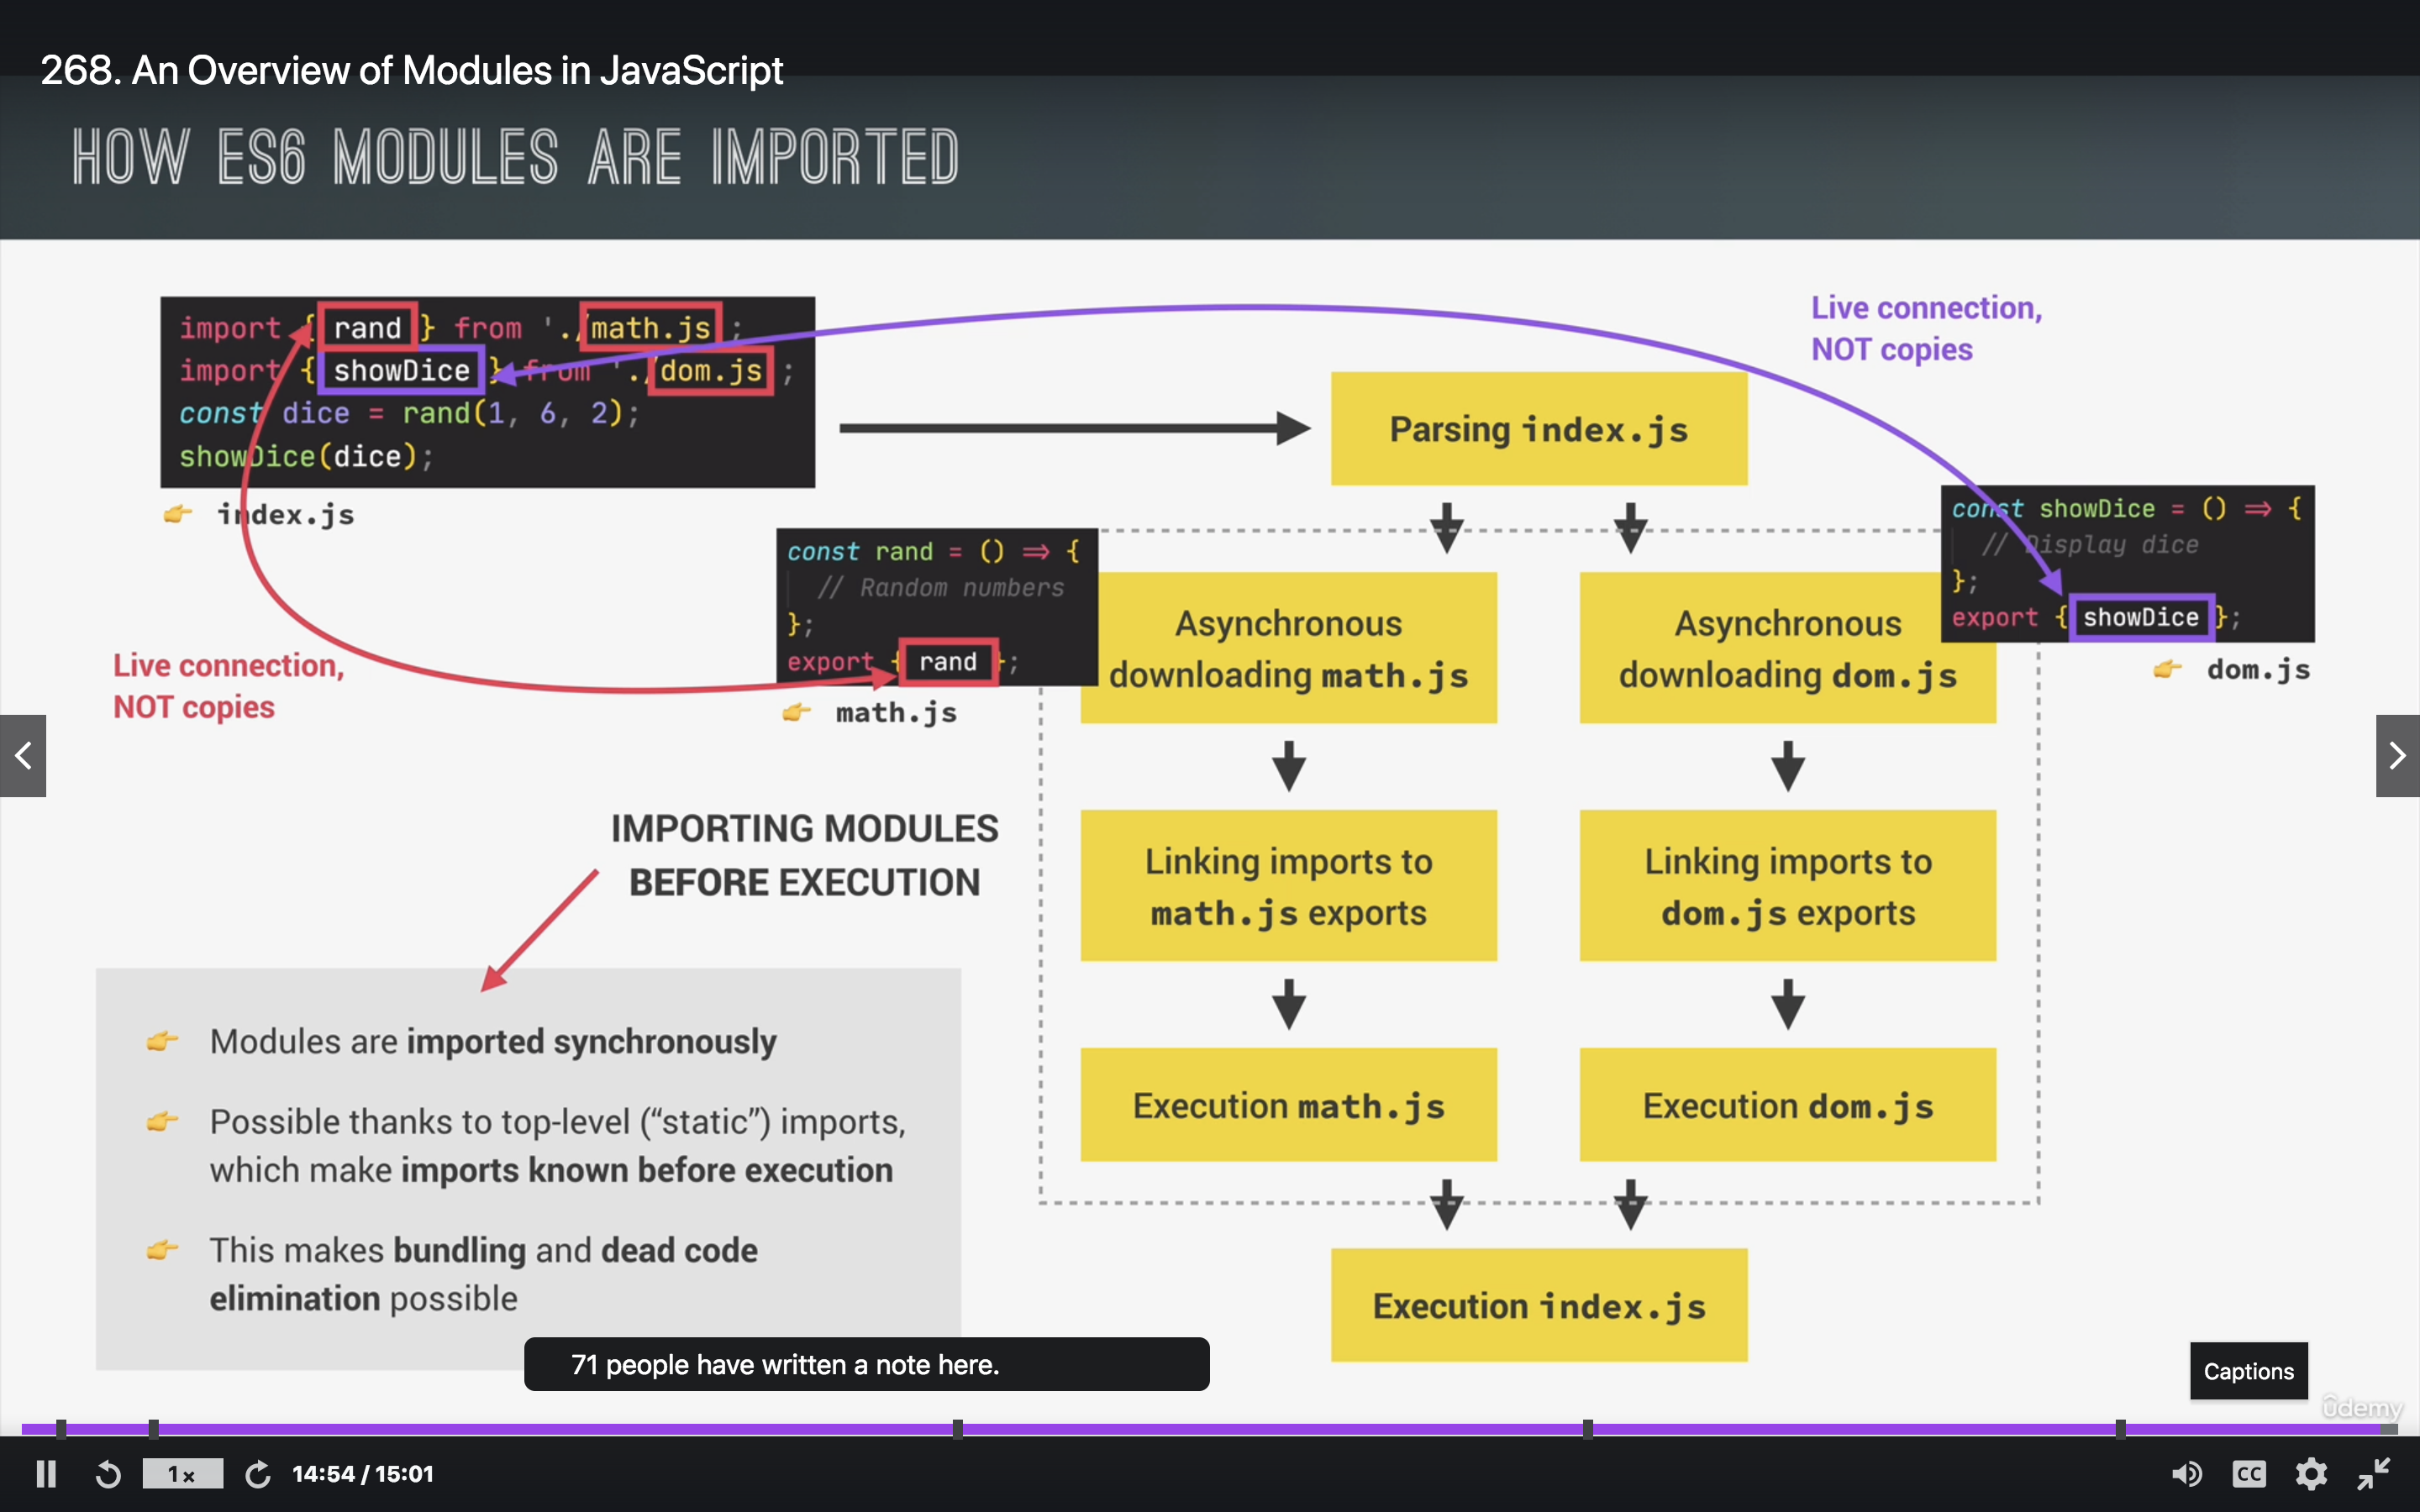 268. An Overview of Modules in JavaScript
HOW ES6 MODULES ARE IMPORTED
import { rand } from './math.js ;
import { showDice } from './dom.js ;
const dice = rand(1, 6, 2);
showDice(dice);
👉 index.js
Live connection,
NOT copies
Parsing index.js
const showDice = () => {
// Display dice
};
export { showDice };
👉 dom.js
const rand = () => {
// Random numbers
};
export { rand };
👉 math.js
Live connection,
NOT copies
Asynchronous
downloading math.js
Asynchronous
downloading dom.js
Linking imports to
math.js exports
Linking imports to
dom.js exports
Execution math.js
Execution dom.js
Execution index.js
IMPORTING MODULES
BEFORE EXECUTION
👉 Modules are imported synchronously
👉 Possible thanks to top-level (“static”) imports,
which make imports known before execution
👉 This makes bundling and dead code
elimination possible
71 people have written a note here.
Captions
udemy
1x
14:54 / 15:01
CC